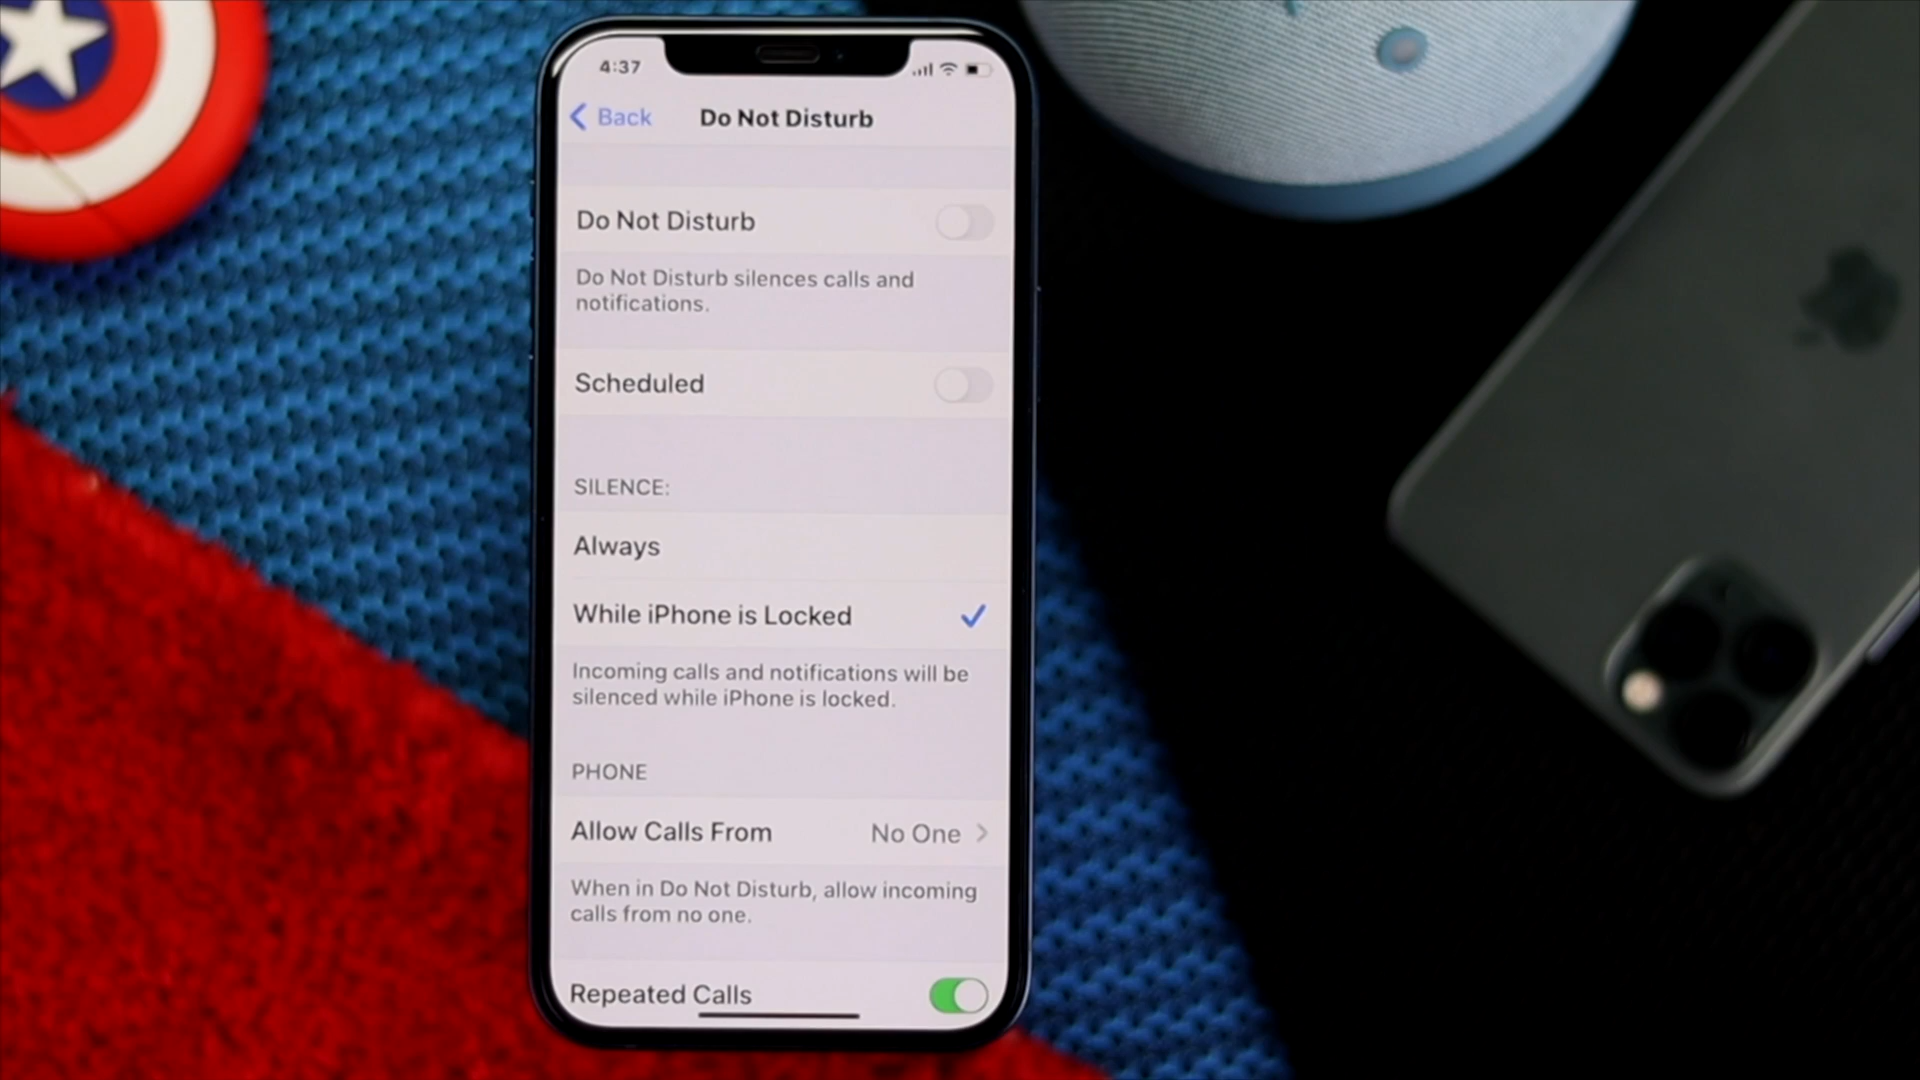 4:37
Back
Do Not Disturb
Do Not Disturb
Do Not Disturb silences calls and
notifications.
Scheduled
SILENCE:
Always
While iPhone is Locked
Incoming calls and notifications will be
silenced while iPhone is locked.
PHONE
Allow Calls From No One
When in Do Not Disturb, allow incoming
calls from no one.
Repeated Calls